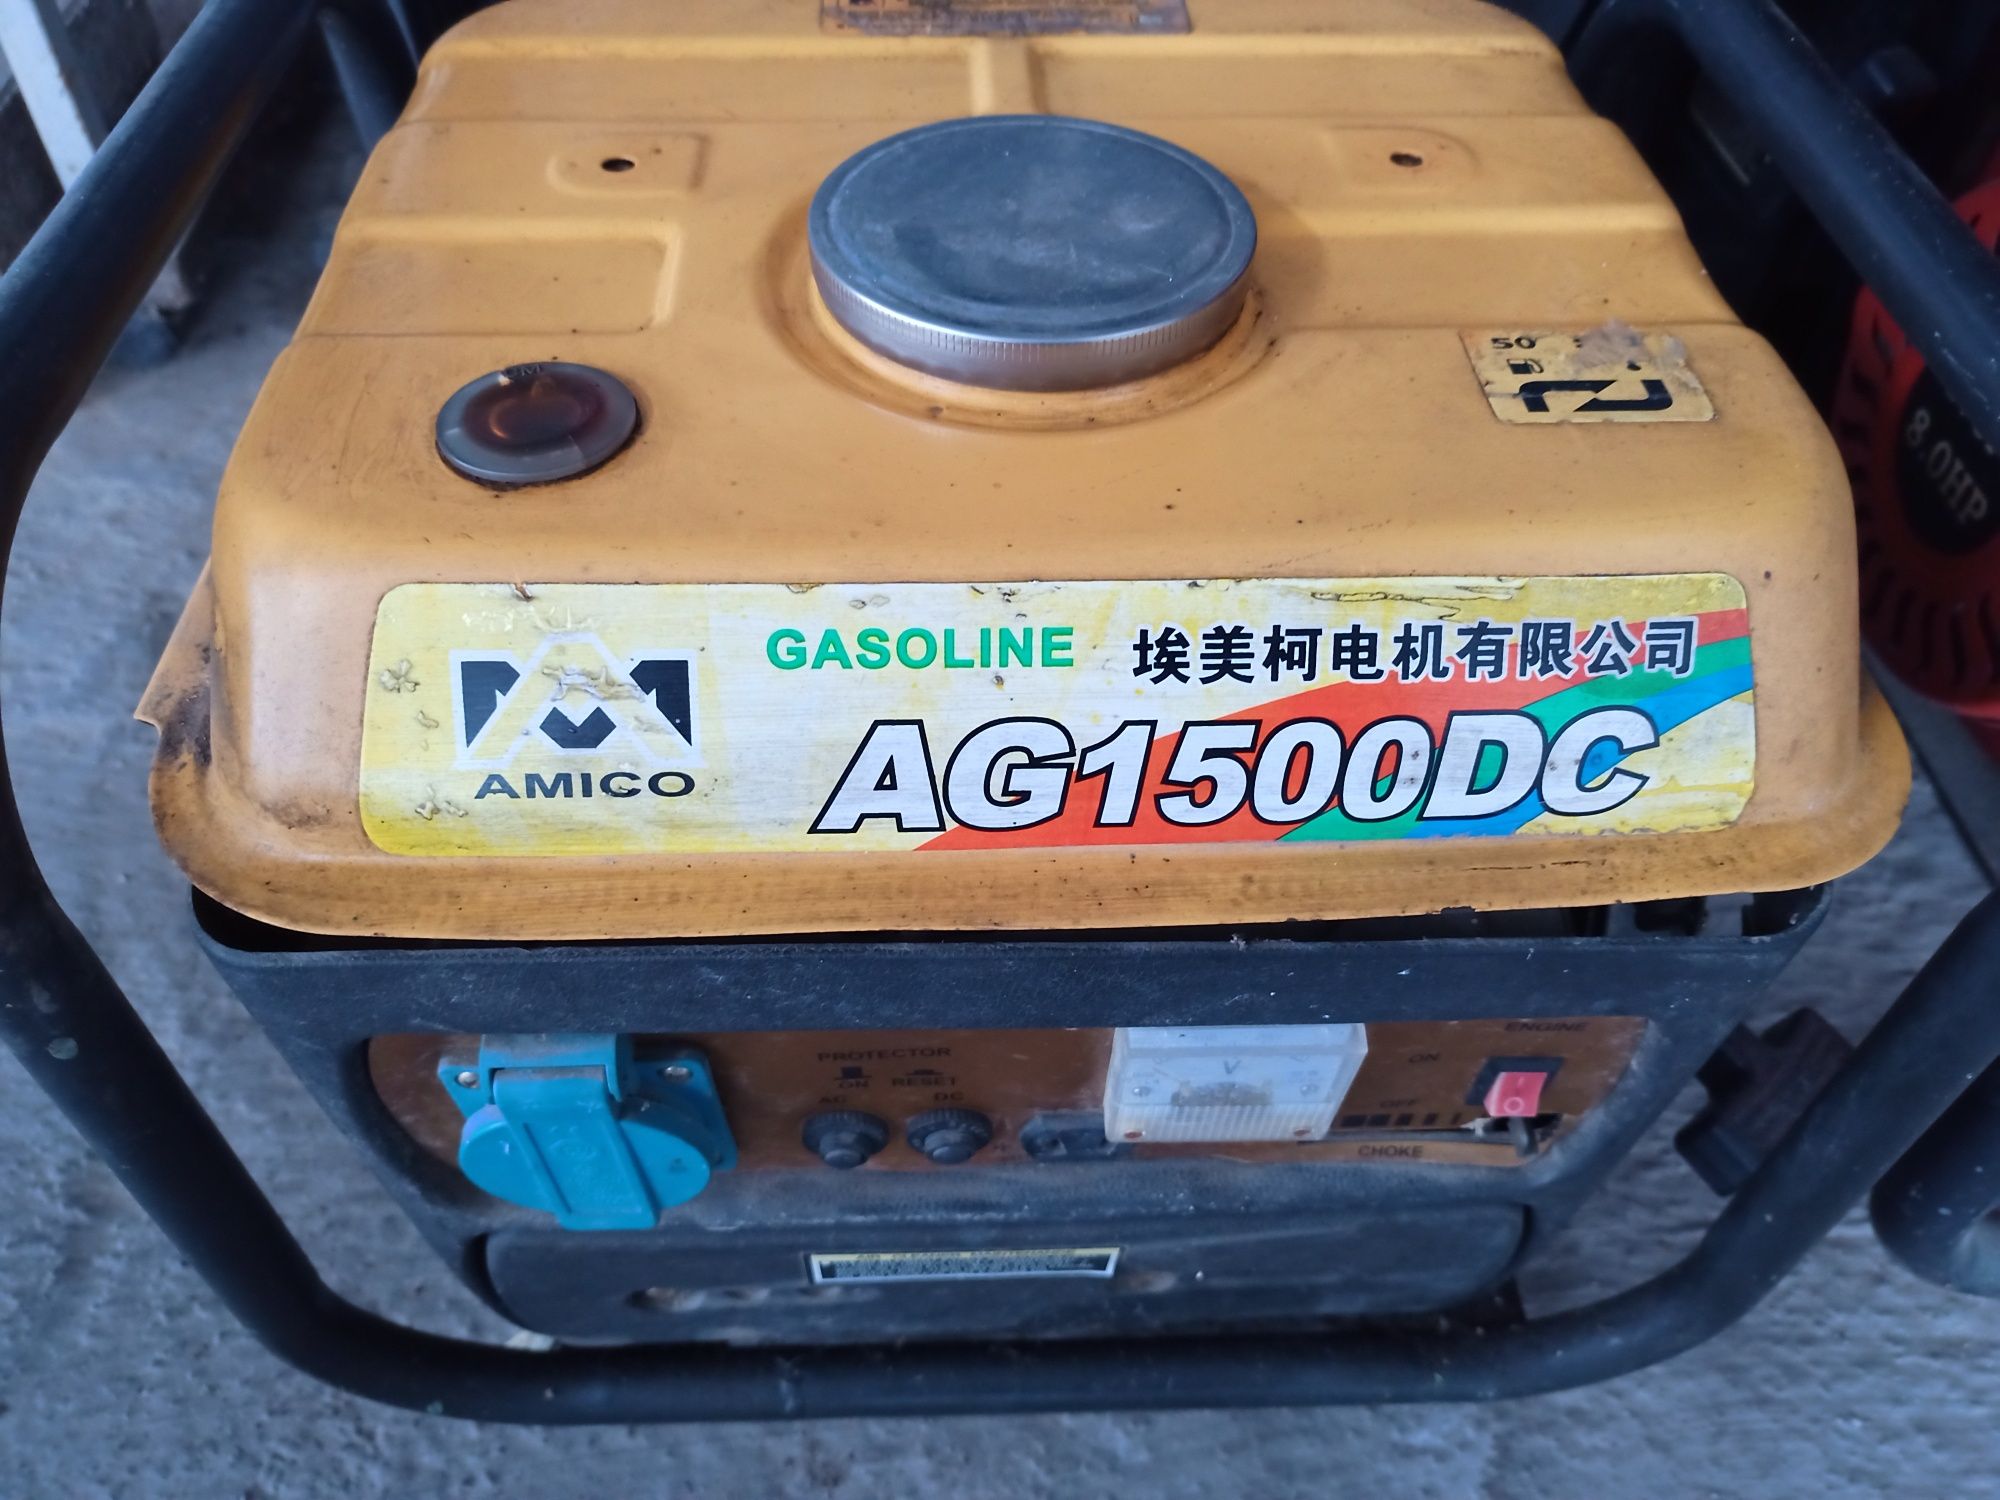 50
8.0HP
GASOLINE 埃美柯电机有限公司
AMICO
AG1500DC
PROTECTOR
ON RESET
AC DC
V
ENGINE
ON
OFF
CHOKE